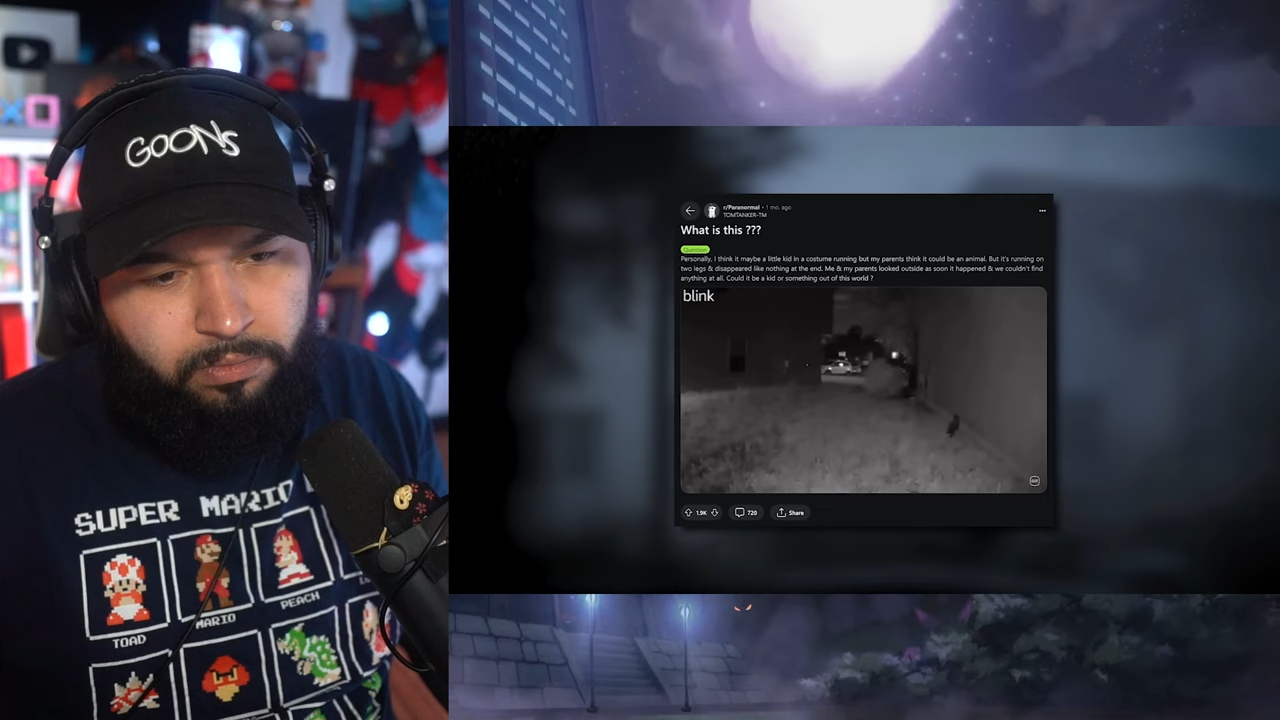 GOONS
SUPER MARIO
TOAD
MARIO
PEACH
r/Paranormal • 1 mo. ago
TOMTANKER-TM
What is this ???
Question
Personally, I think it maybe a little kid in a costume running but my parents think it could be an animal. But it's running on
two legs & disappeared like nothing at the end. Me & my parents looked outside as soon it happened & we couldn't find
anything at all. Could it be a kid or something out of this world ?
blink
GIF
1.9K
720
Share